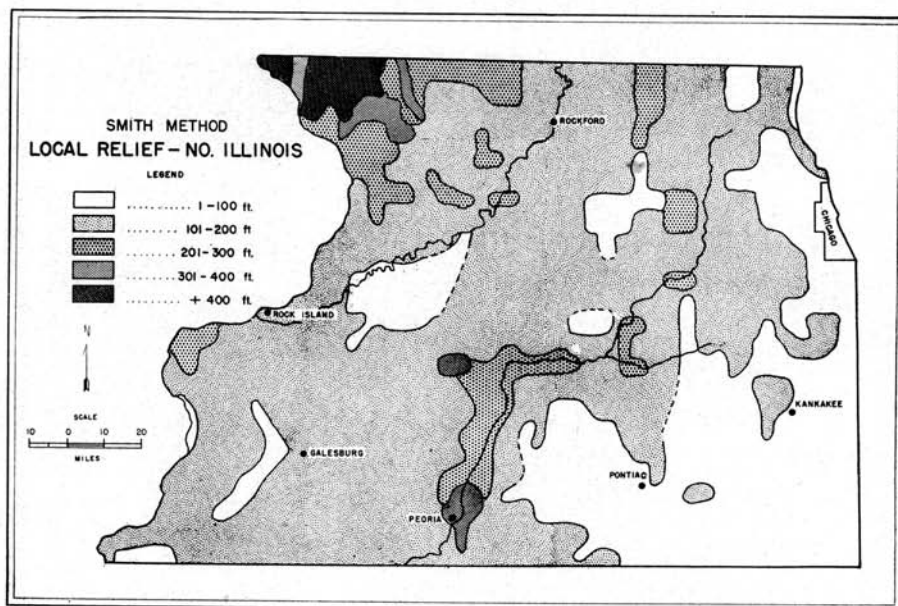 SMITH METHOD
LOCAL RELIEF – NO. ILLINOIS
LEGEND
.......... 1 – 100 ft.
........ 101 – 200 ft
........ 201 – 300 ft.
........ 301 – 400 ft.
........ + 400 ft.
N
SCALE
10 0 10 20
MILES
ROCKFORD
CHICAGO
ROCK ISLAND
KANKAKEE
GALESBURG
PONTIAC
PEORIA